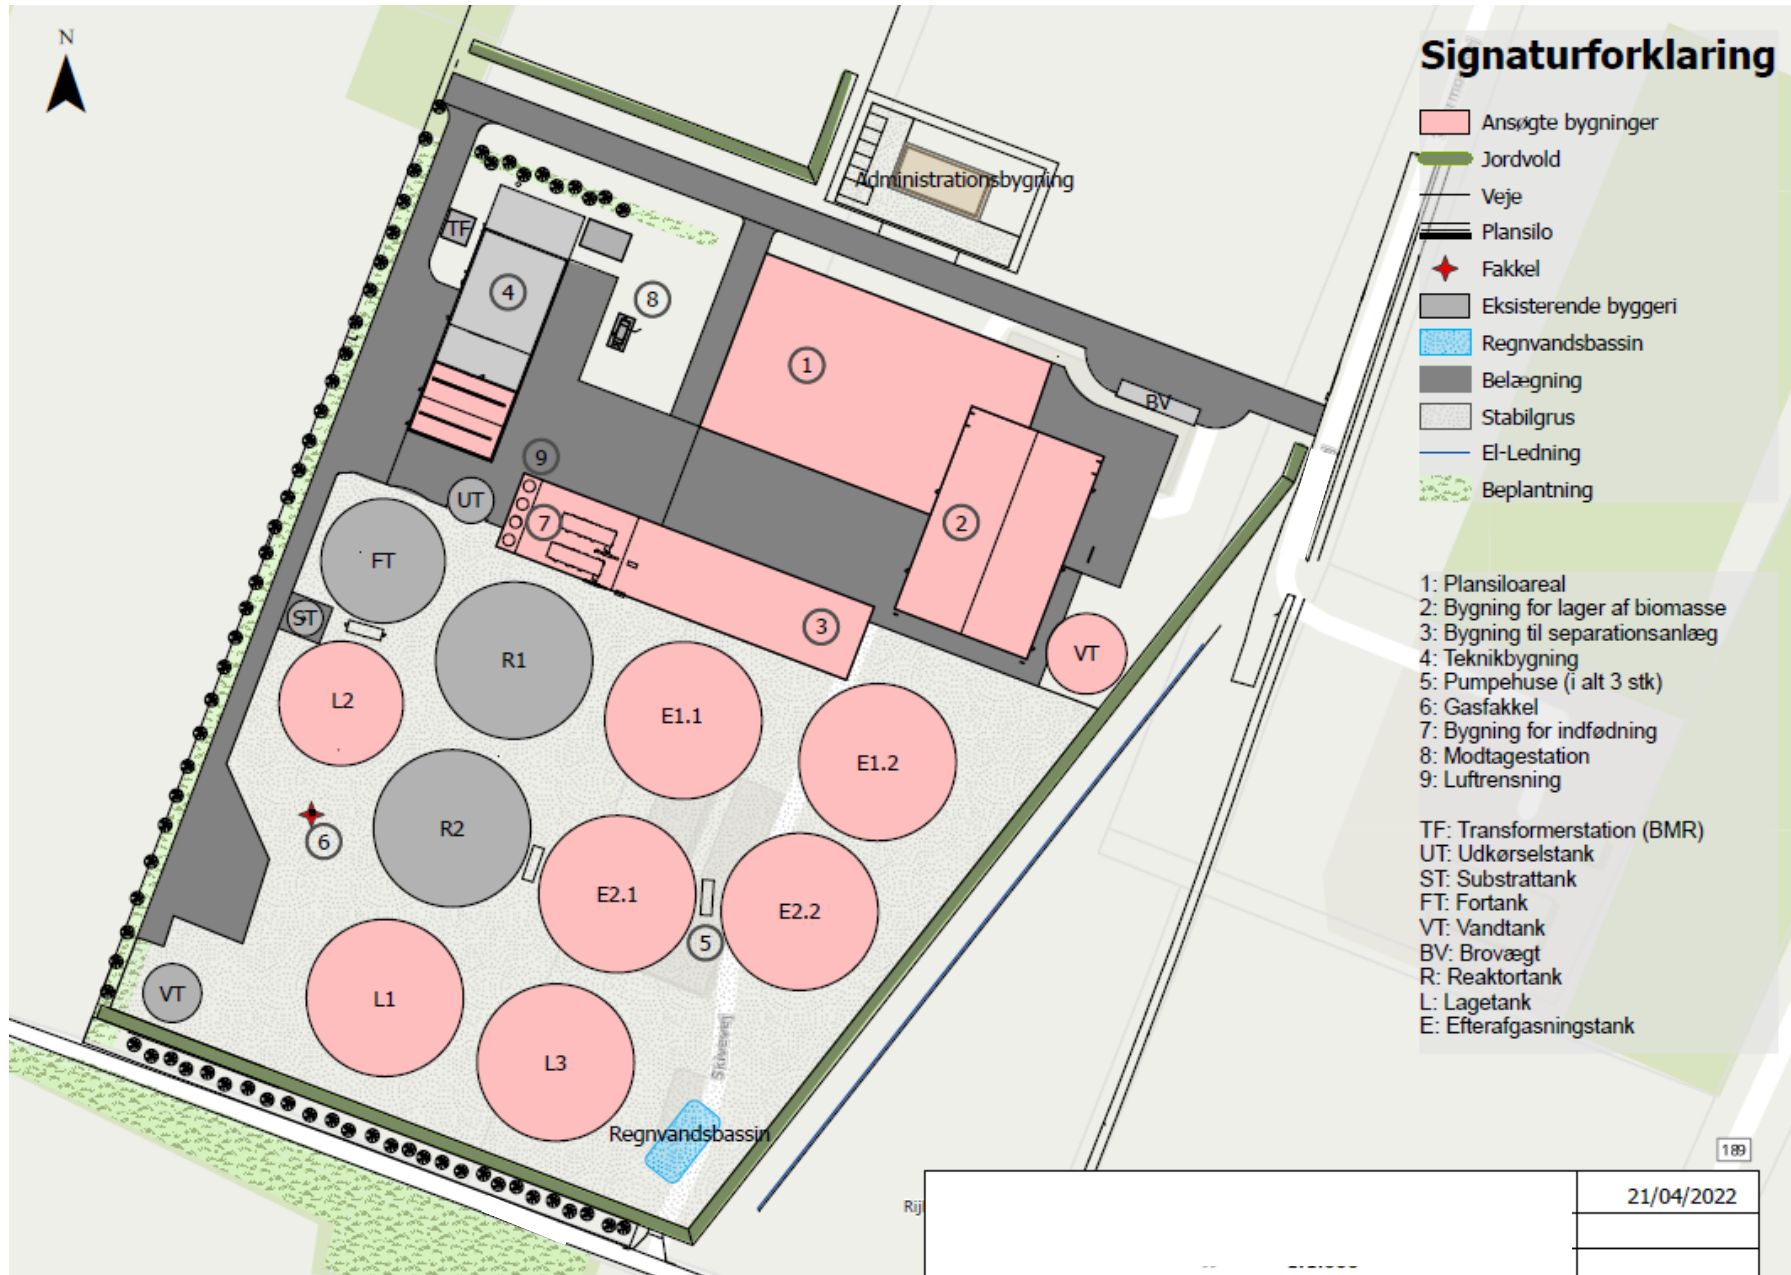 N
Signaturforklaring
Ansøgte bygninger
Jordvold
Veje
Plansilo
Fakkel
Eksisterende byggeri
Regnvandsbassin
Belægning
Stabilgrus
El-Ledning
Beplantning
1: Plansiloareal
2: Bygning for lager af biomasse
3: Bygning til separationsanlæg
4: Teknikbygning
5: Pumpehuse (i alt 3 stk)
6: Gasfakkel
7: Bygning for indfødning
8: Modtagestation
9: Luftrensning
TF: Transformerstation (BMR)
UT: Udkørselstank
ST: Substrattank
FT: Fortank
VT: Vandtank
BV: Brovægt
R: Reaktortank
L: Lagetank
E: Efterafgasningstank
Administrationsbygning
TF
4
8
1
BV
9
UT
7
2
FT
ST
3
R1
VT
L2
E1.1
E1.2
R2
6
E2.1
E2.2
5
VT
L1
L3
Skivevej
Regnvandsbassin
189
21/04/2022